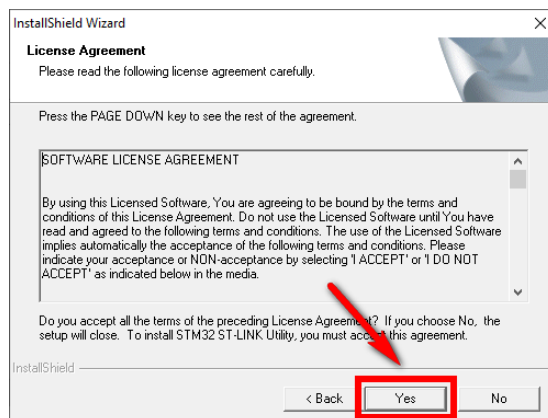 InstallShield Wizard
License Agreement
Please read the following license agreement carefully.
Press the PAGE DOWN key to see the rest of the agreement.
SOFTWARE LICENSE AGREEMENT
By using this Licensed Software, You are agreeing to be bound by the terms and
conditions of this License Agreement. Do not use the Licensed Software until You have
read and agreed to the following terms and conditions. The use of the Licensed Software
implies automatically the acceptance of the following terms and conditions. Please
indicate your acceptance or NON-acceptance by selecting 'I ACCEPT' or 'I DO NOT
ACCEPT' as indicated below in the media.
Do you accept all the terms of the preceding License Agreement? If you choose No, the
setup will close. To install STM32 ST-LINK Utility, you must accept this agreement.
InstallShield
< Back Yes No